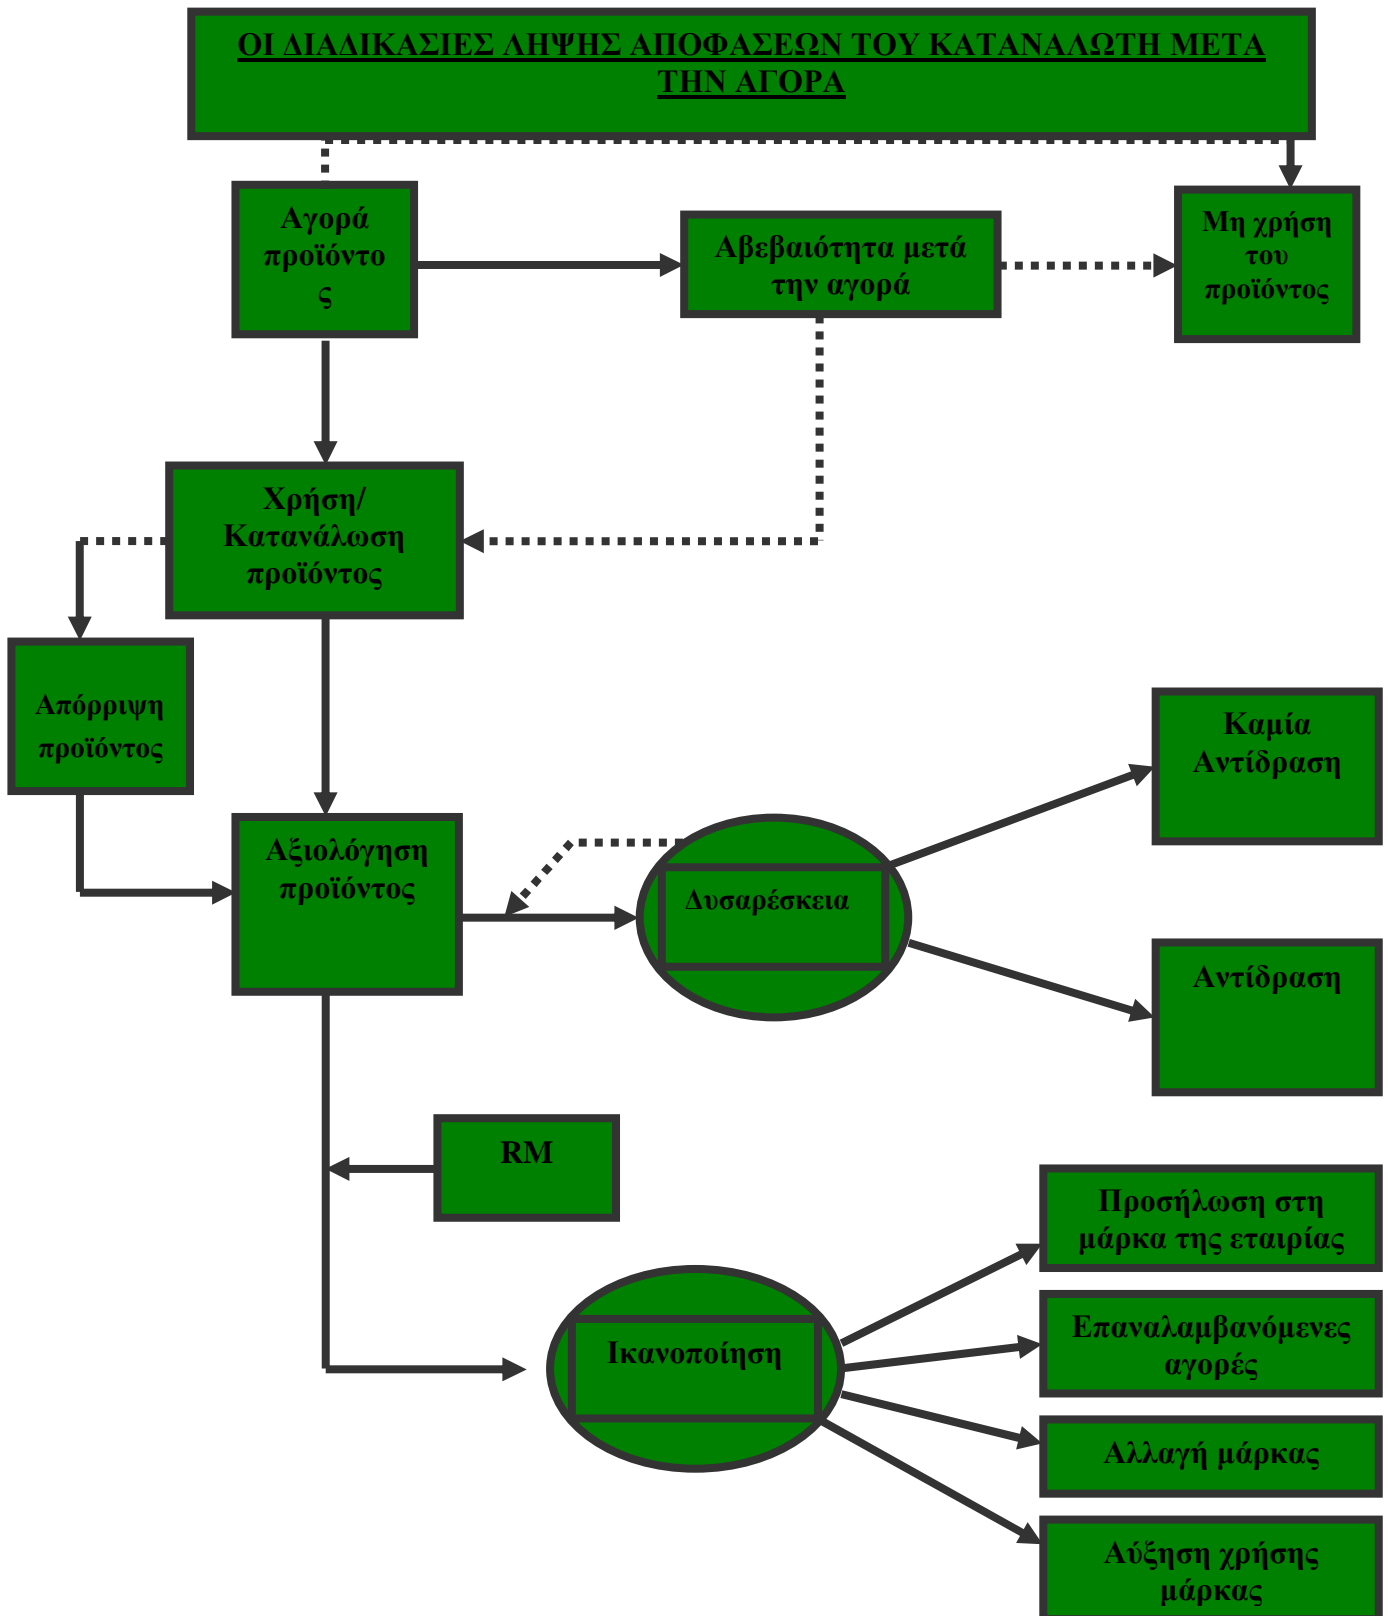 ΟΙ ΔΙΑΔΙΚΑΣΙΕΣ ΛΗΨΗΣ ΑΠΟΦΑΣΕΩΝ ΤΟΥ ΚΑΤΑΝΑΛΩΤΗ ΜΕΤΑ
ΤΗΝ ΑΓΟΡΑ
Αγορά
προϊόντο
ς
Αβεβαιότητα μετά
την αγορά
Μη χρήση
του
προϊόντος
Χρήση/
Κατανάλωση
προϊόντος
Απόρριψη
προϊόντος
Καμία
Αντίδραση
Αξιολόγηση
προϊόντος
Δυσαρέσκεια
Αντίδραση
RM
Προσήλωση στη
μάρκα της εταιρίας
Ικανοποίηση
Επαναλαμβανόμενες
αγορές
Αλλαγή μάρκας
Αύξηση χρήσης
μάρκας